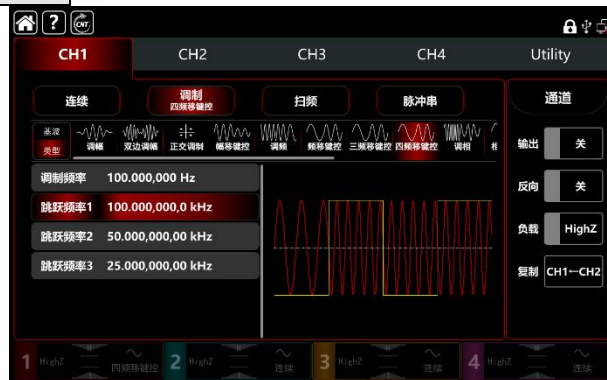 ? CNT
CH1 CH2 CH3 CH4 Utility
连续 调制 扫频 脉冲串 通道
四频移键控
基波 类型 调幅 双边调幅 正交调制 幅移键控 调频 频移键控 三频移键控 四频移键控 调相
输出 关
调制频率 100.000,000 Hz
反向 关
跳跃频率1 100.000,000,0 kHz
跳跃频率2 50.000,000,00 kHz
负载 HighZ
跳跃频率3 25.000,000,00 kHz
复制 CH1←CH2
1 HighZ 四频移键控 2 HighZ 连续 3 HighZ 连续 4 HighZ 连续